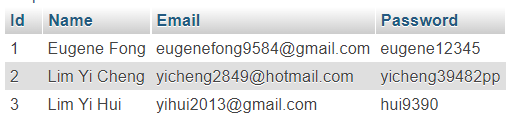 Id Name Email Password
1 Eugene Fong eugenefong9584@gmail.com eugene12345
2 Lim Yi Cheng yicheng2849@hotmail.com yicheng39482pp
3 Lim Yi Hui yihui2013@gmail.com hui9390